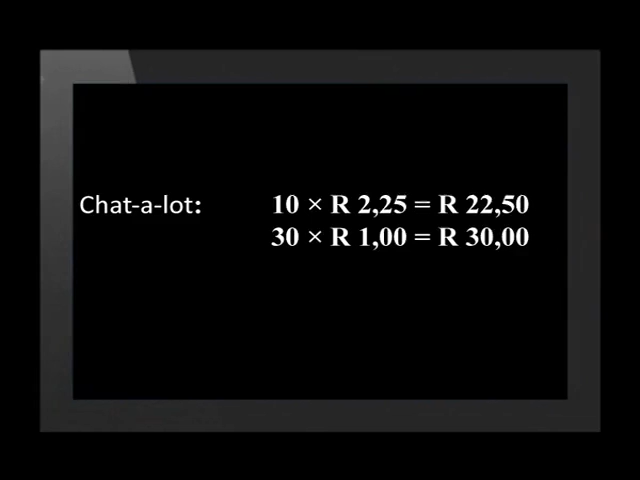 Chat-a-lot: 10 × R 2,25 = R 22,50
30 × R 1,00 = R 30,00